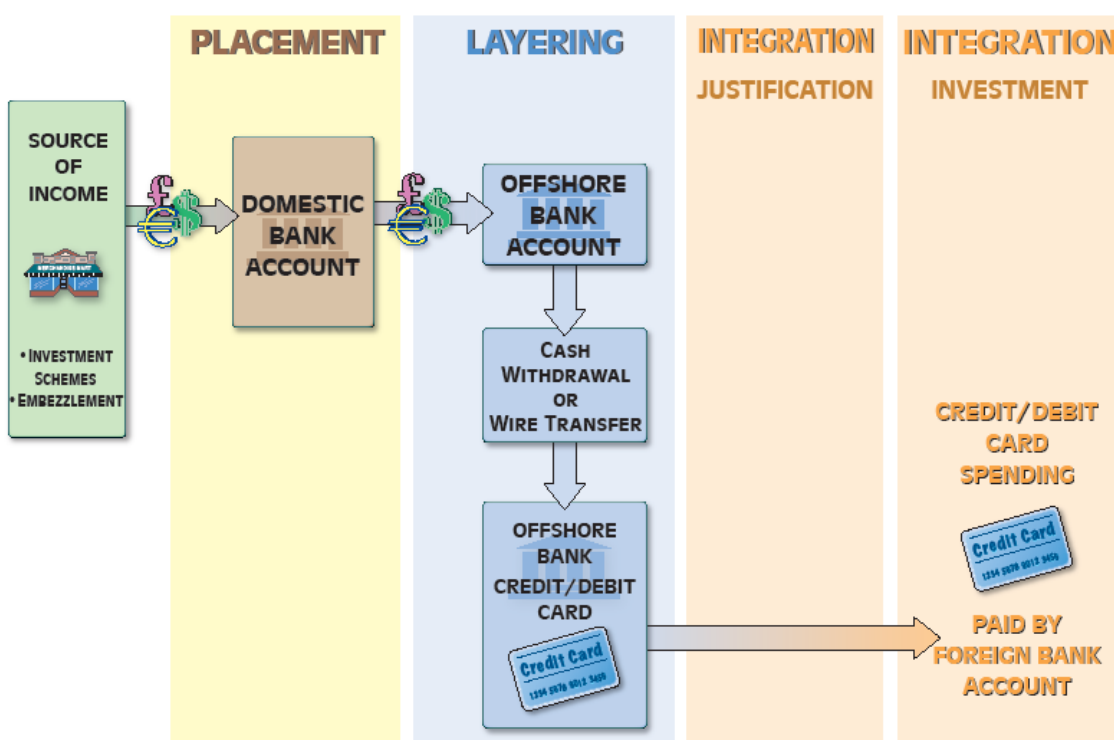 PLACEMENT
LAYERING
INTEGRATION
JUSTIFICATION
INTEGRATION
INVESTMENT
SOURCE
OF
INCOME
• INVESTMENT
SCHEMES
• EMBEZZLEMENT
£
€
$
DOMESTIC
BANK
ACCOUNT
£
€
$
OFFSHORE
BANK
ACCOUNT
CASH
WITHDRAWAL
OR
WIRE TRANSFER
OFFSHORE
BANK
CREDIT/DEBIT
CARD
Credit Card
1234 5678 9012 3456
CREDIT/DEBIT
CARD
SPENDING
Credit Card
1234 5678 9012 3456
PAID BY
FOREIGN BANK
ACCOUNT